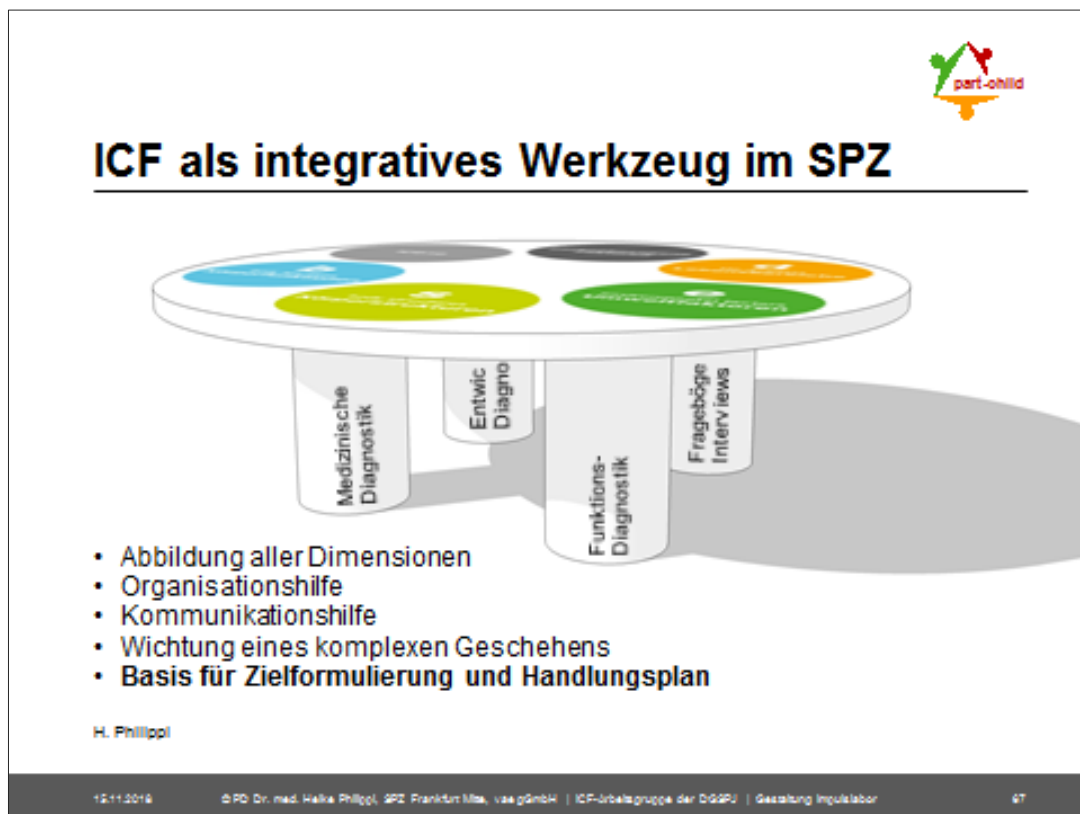 part-child
ICF als integratives Werkzeug im SPZ
Umweltfaktoren
Medizinische
Diagnostik
Entwic
Diagno
Funktions-
Diagnostik
Frageböge
Interviews
• Abbildung aller Dimensionen
• Organisationshilfe
• Kommunikationshilfe
• Wichtung eines komplexen Geschehens
• Basis für Zielformulierung und Handlungsplan
H. Philippi
15.11.2016 ©PD Dr. med. Heike Philippi, SPZ Frankfurt Mitte, vae gGmbH | ICF-Arbeitsgruppe der DGSPJ | Gestaltung Impulslabor 67